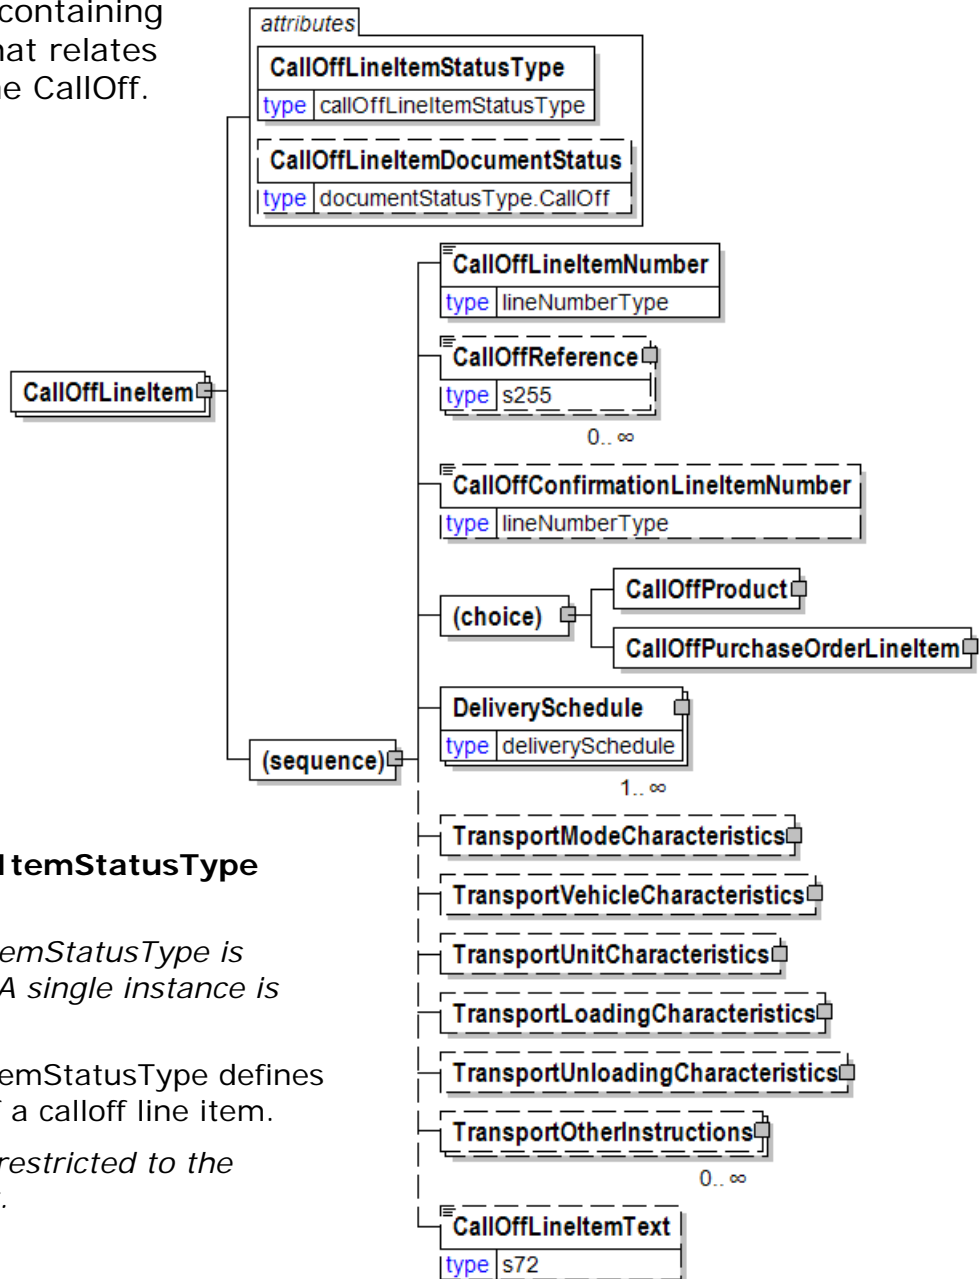 containing
hat relates
ne CallOff.
attributes
CallOffLineItemStatusType
type callOffLineItemStatusType
CallOffLineItemDocumentStatus
type documentStatusType.CallOff
CallOffLineItemNumber
type lineNumberType
CallOffReference
type s255
0.. ∞
CallOffLineItem
CallOffConfirmationLineItemNumber
type lineNumberType
(choice)
CallOffProduct
CallOffPurchaseOrderLineItem
DeliverySchedule
type deliverySchedule
1.. ∞
(sequence)
TransportModeCharacteristics
TransportVehicleCharacteristics
TransportUnitCharacteristics
TransportLoadingCharacteristics
TransportUnloadingCharacteristics
TransportOtherInstructions
0.. ∞
CallOffLineItemText
type s72
ItemStatusType
emStatusType is
A single instance is
emStatusType defines
f a calloff line item.
restricted to the